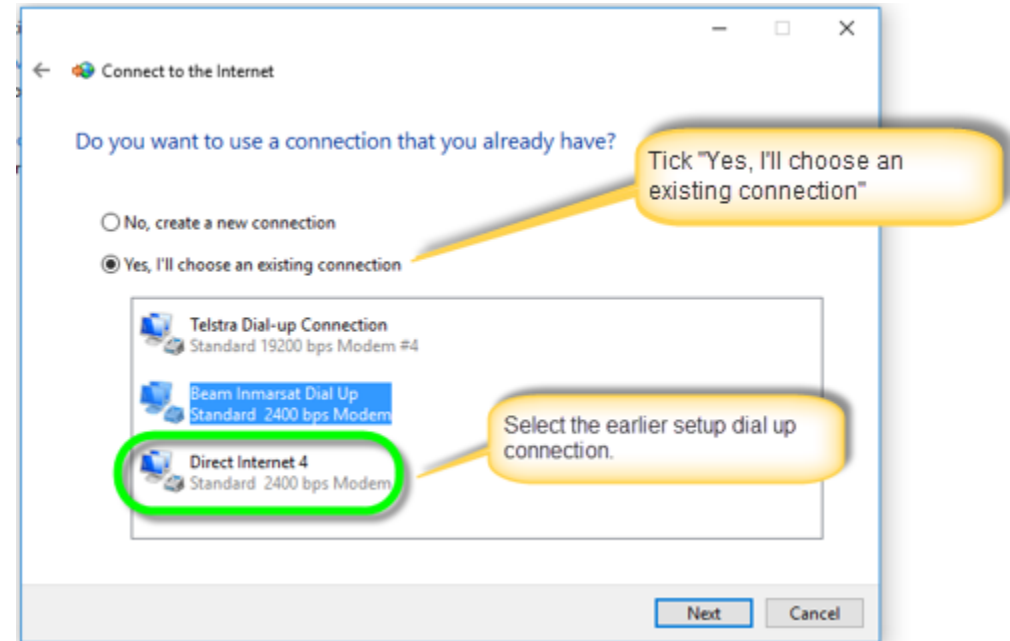 Connect to the Internet
Do you want to use a connection that you already have?
Tick "Yes, I'll choose an
existing connection"
No, create a new connection
Yes, I'll choose an existing connection
Telstra Dial-up Connection
Standard 19200 bps Modem #4
Beam Inmarsat Dial Up
Standard  2400 bps Modem
Select the earlier setup dial up
connection.
Direct Internet 4
Standard  2400 bps Modem
Next
Cancel